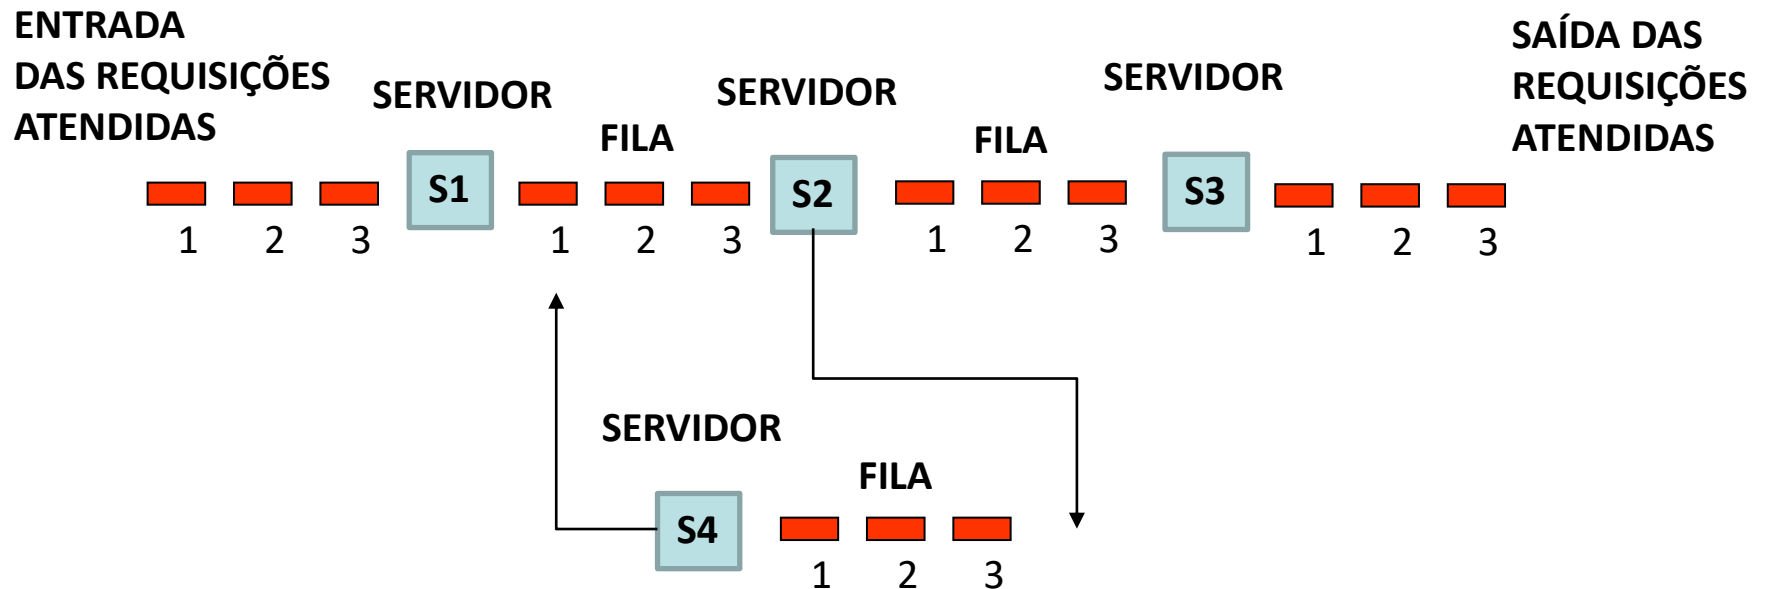 ENTRADA
DAS REQUISIÇÕES
ATENDIDAS
SERVIDOR
SERVIDOR
SERVIDOR
SAÍDA DAS
REQUISIÇÕES
ATENDIDAS
FILA
FILA
S1
S2
S3
1 2 3
1 2 3
1 2 3
1 2 3
SERVIDOR
FILA
S4
1 2 3